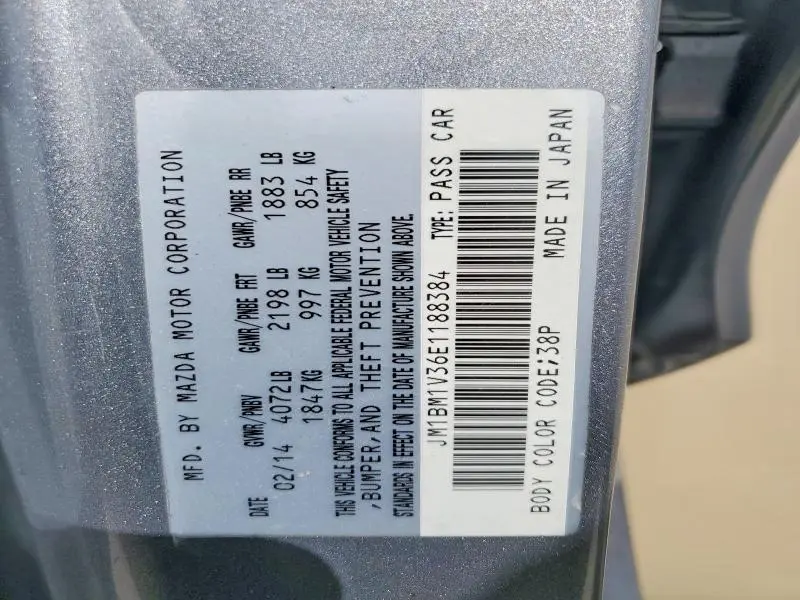 MFD. BY MAZDA MOTOR CORPORATION
DATE GVWR/PNBV GAWR/PNBE FRT GAWR/PNBE RR
02/14 4072LB 2198 LB 1883 LB
1847KG 997 KG 854 KG
THIS VEHICLE CONFORMS TO ALL APPLICABLE FEDERAL MOTOR VEHICLE SAFETY
,BUMPER,AND THEFT PREVENTION
STANDARDS IN EFFECT ON THE DATE OF MANUFACTURE SHOWN ABOVE.
JM1BM1V36E1188384 TYPE: PASS CAR
BODY COLOR CODE;38P MADE IN JAPAN